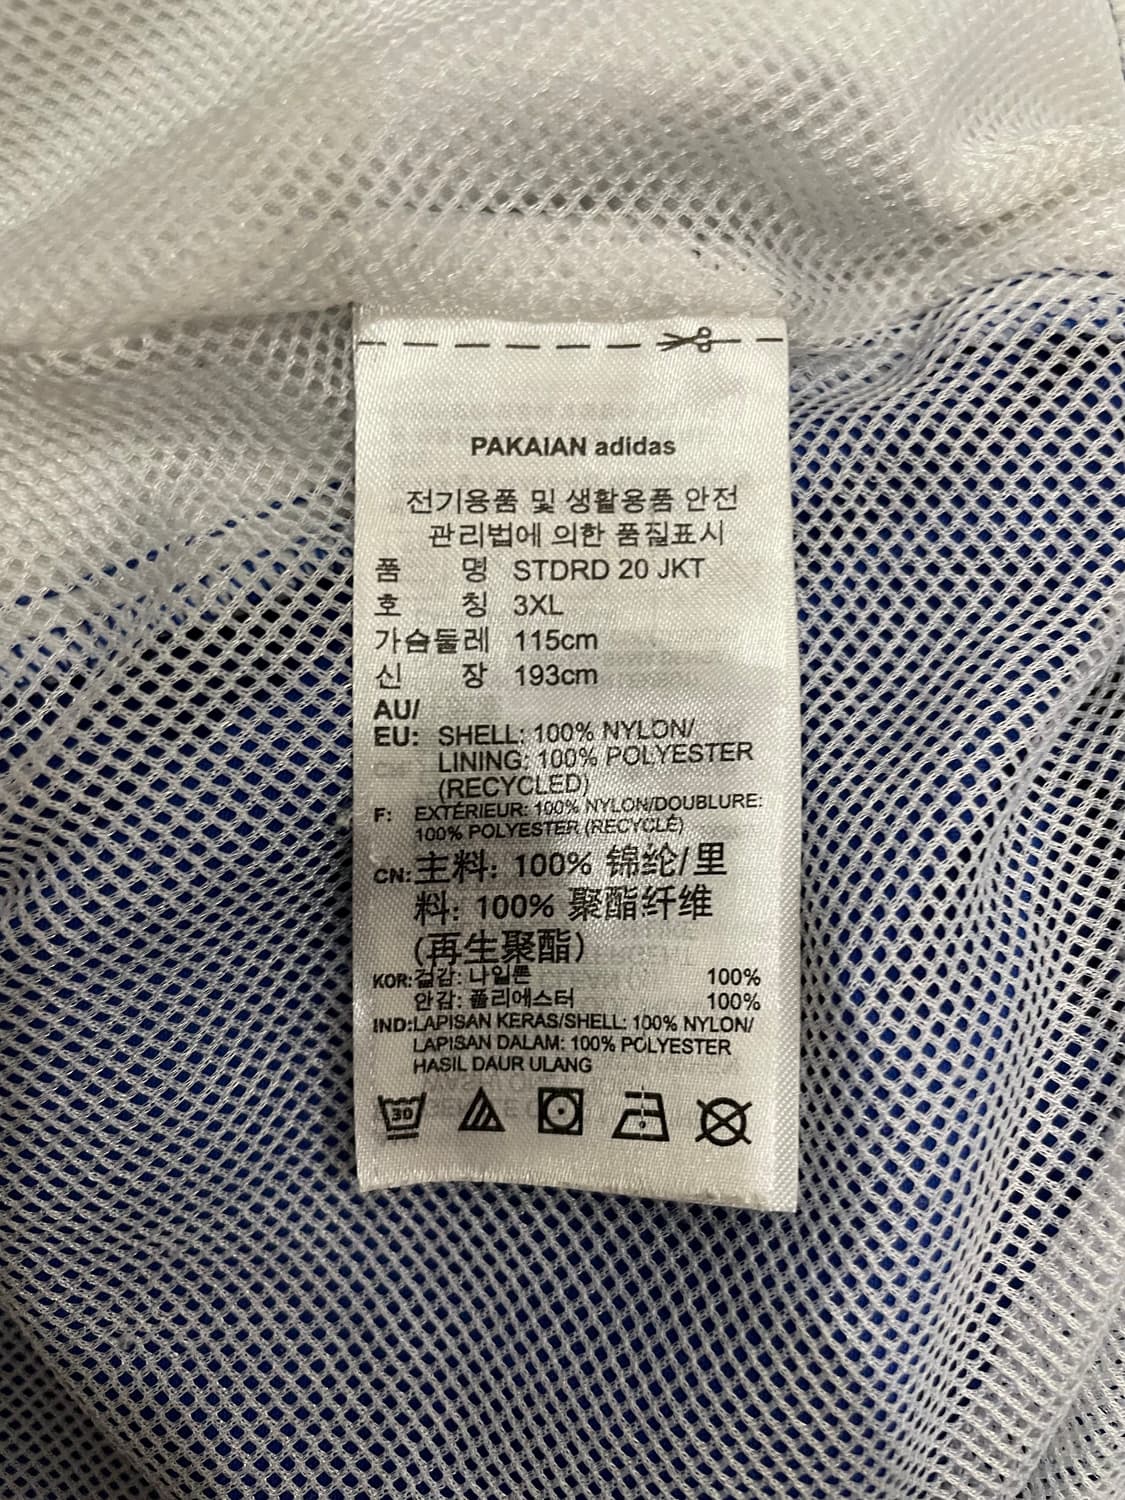 PAKAIAN adidas
전기용품 및 생활용품 안전
관리법에 의한 품질표시
품 명 STDRD 20 JKT
호 칭 3XL
가슴둘레 115cm
신 장 193cm
AU/
EU: SHELL: 100% NYLON/
LINING: 100% POLYESTER
(RECYCLED)
F: EXTÉRIEUR: 100% NYLON/DOUBLURE:
100% POLYESTER (RECYCLÉ)
CN: 主料: 100% 锦纶/里
料: 100% 聚酯纤维
(再生聚酯)
KOR: 겉감: 나일론 100%
안감: 폴리에스터 100%
IND: LAPISAN KERAS/SHELL: 100% NYLON/
LAPISAN DALAM: 100% POLYESTER
HASIL DAUR ULANG
30